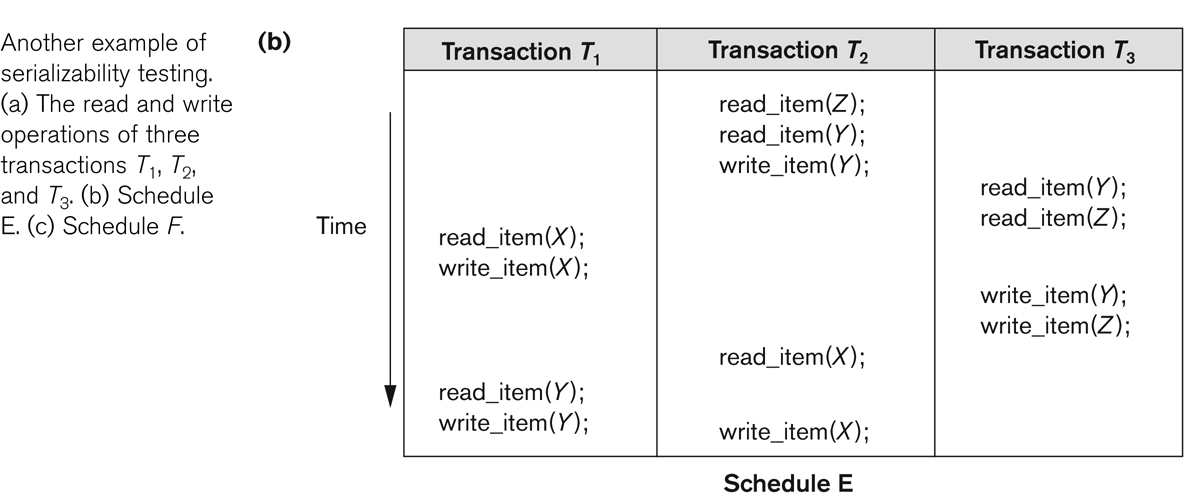 Another example of
serializability testing.
(a) The read and write
operations of three
transactions T1, T2,
and T3. (b) Schedule
E. (c) Schedule F.
(b)
Transaction T1 Transaction T2 Transaction T3
Time
read_item(Z);
read_item(Y);
write_item(Y);
read_item(Y);
read_item(Z);
read_item(X);
write_item(X);
write_item(Y);
write_item(Z);
read_item(X);
read_item(Y);
write_item(Y);
write_item(X);
Schedule E